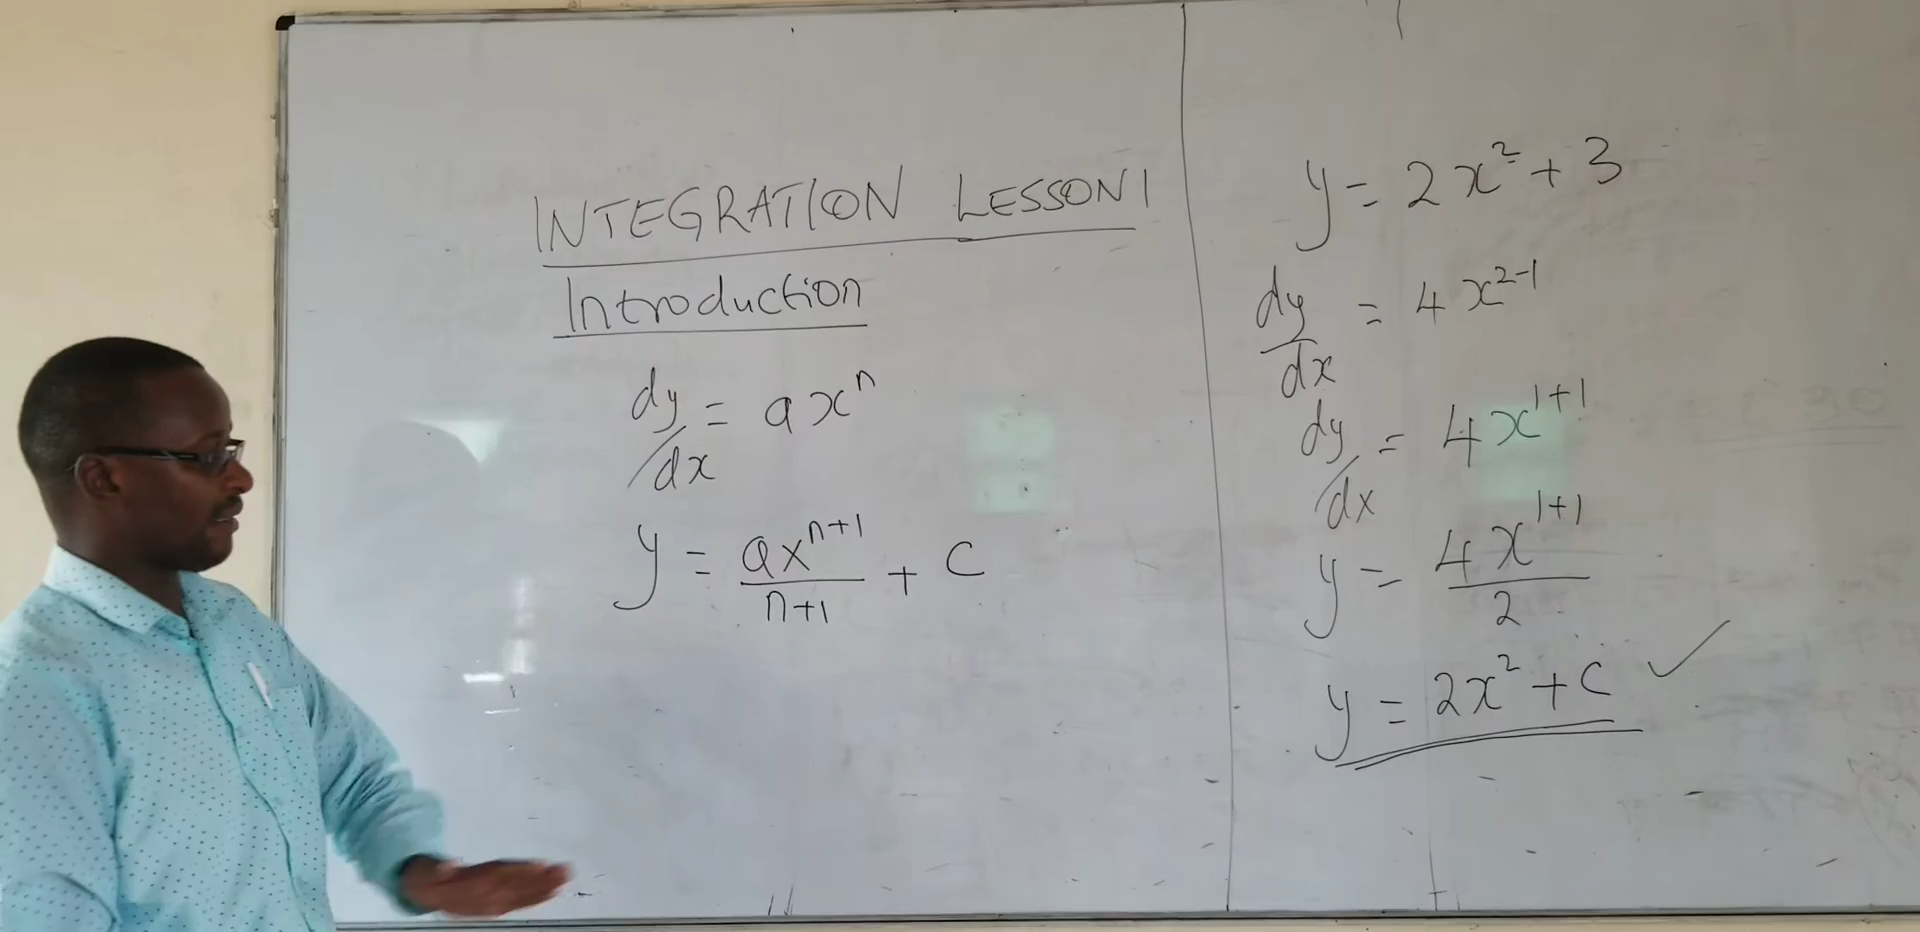 INTEGRATION LESSON 1
Introduction
dy/dx = ax^n
y = ax^(n+1)/(n+1) + C
y = 2x² + 3
dy/dx = 4x^(2-1)
dy/dx = 4x^(1+1)
y = 4x^(1+1)/2
y = 2x² + C ✓